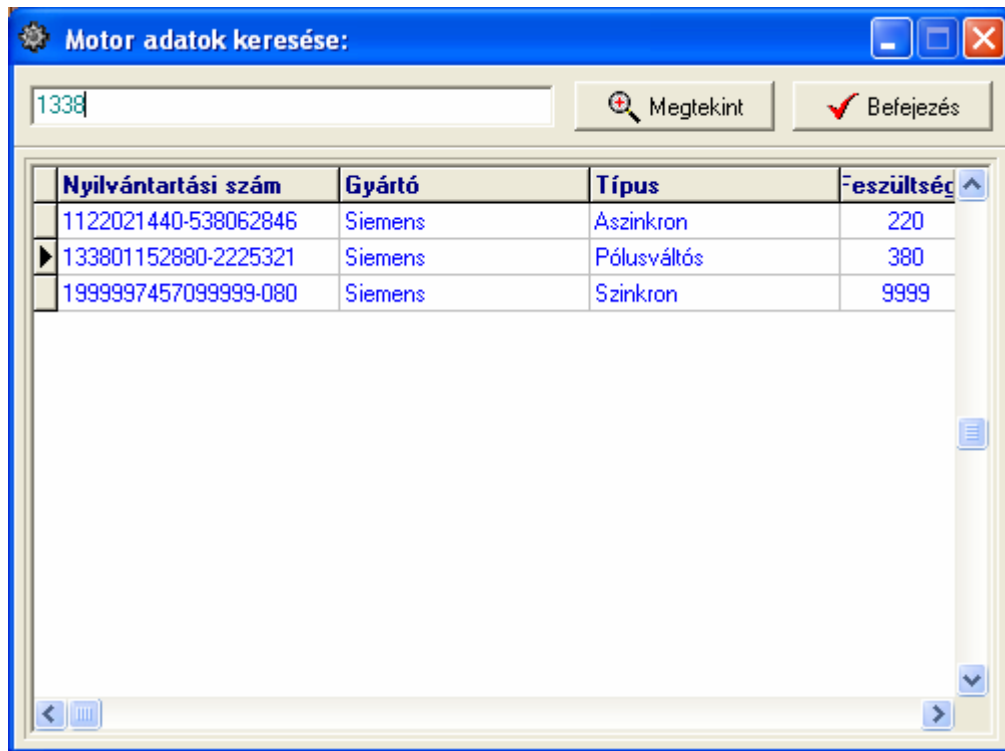 Motor adatok keresése:
1338 Megtekint Befejezés
Nyilvántartási szám Gyártó Típus Feszültség
1122021440-538062846 Siemens Aszinkron 220
133801152880-2225321 Siemens Pólusváltós 380
1999997457099999-080 Siemens Szinkron 9999